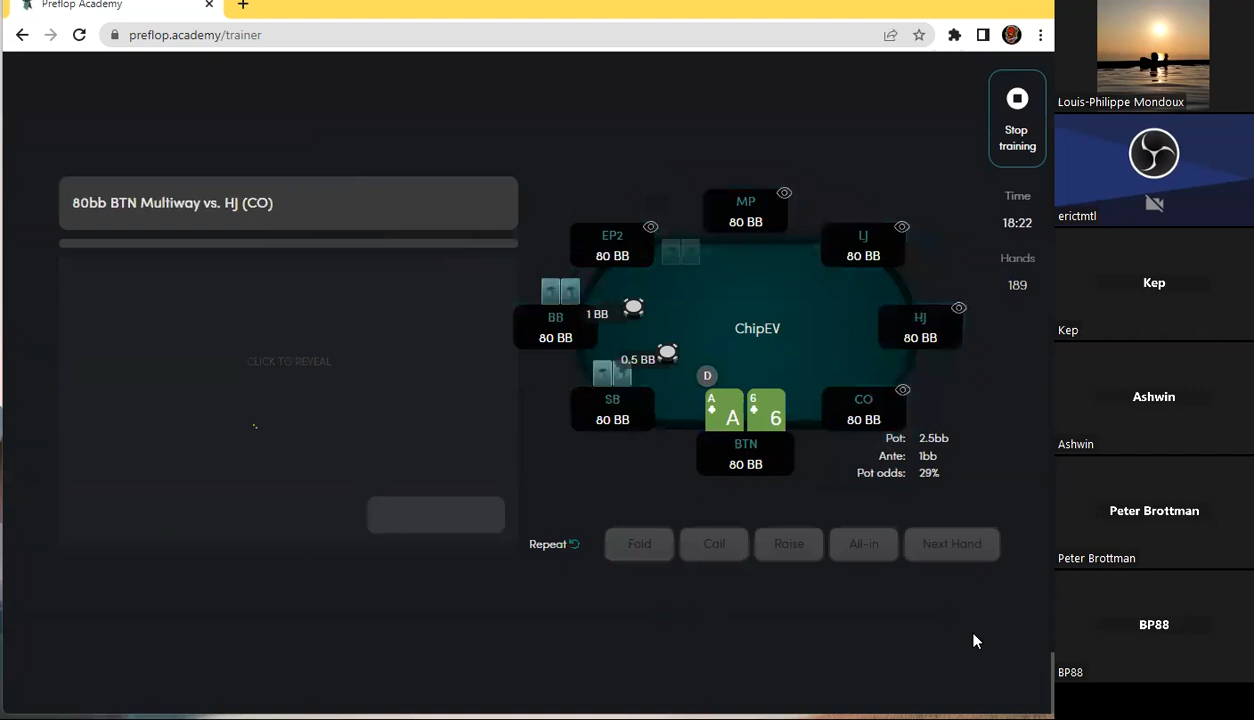 Preflop Academy
preflop.academy/trainer
80bb BTN Multiway vs. HJ (CO)
CLICK TO REVEAL
MP
80 BB
EP2
80 BB
LJ
80 BB
BB
80 BB
1 BB
HJ
80 BB
ChipEV
0.5 BB
D
SB
80 BB
A
A
6
6
CO
80 BB
BTN
80 BB
Pot: 2.5bb
Ante: 1bb
Pot odds: 29%
Repeat
Fold
Call
Raise
All-in
Next Hand
Stop
training
Time
18:22
Hands
189
Louis-Philippe Mondoux
erictmtl
Kep
Kep
Ashwin
Ashwin
Peter Brottman
Peter Brottman
BP88
BP88